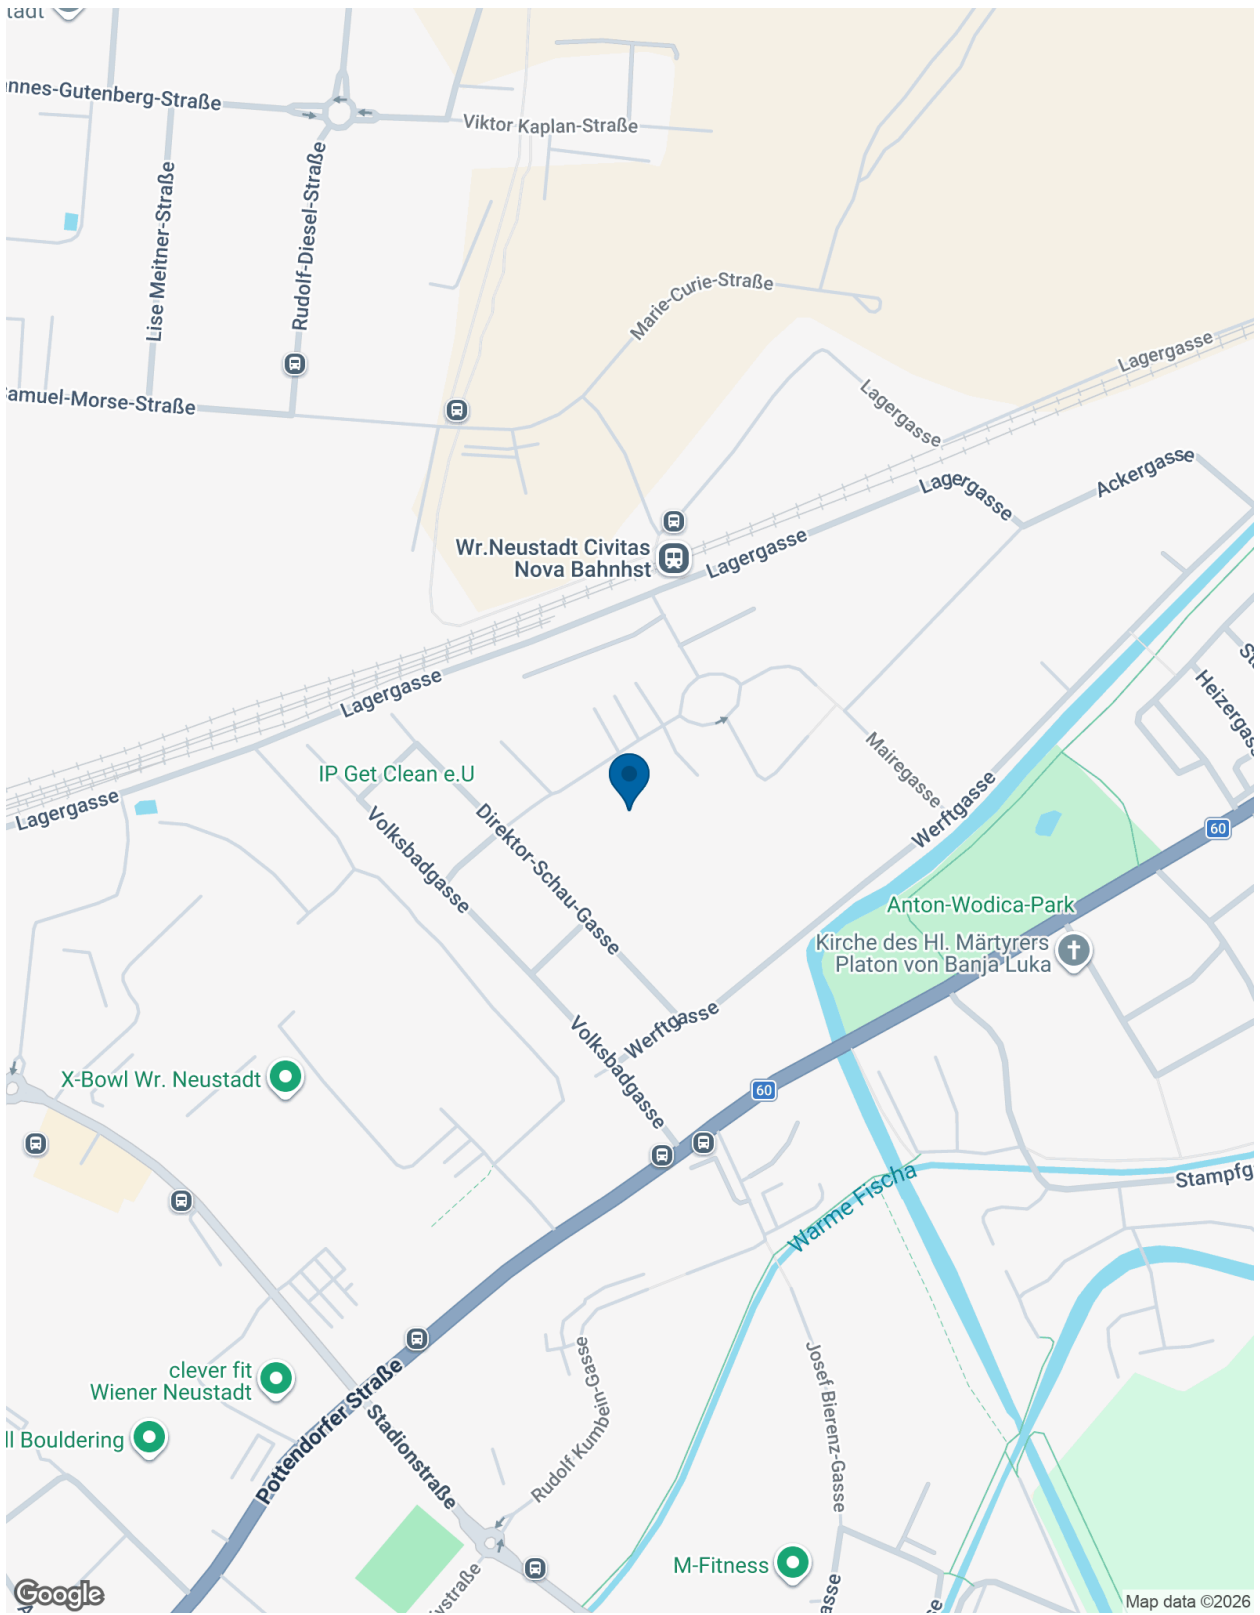 annes-Gutenberg-Straße
Viktor Kaplan-Straße
Lise Meitner-Straße
Rudolf-Diesel-Straße
Marie-Curie-Straße
Lagergasse
Lagergasse
amuel-Morse-Straße
Lagergasse
Ackergasse
Wr.Neustadt Civitas
Nova Bahnhst
Lagergasse
Lagergasse
Heizergass
IP Get Clean e.U
Mairegasse
Lagergasse
Volksbadgasse
Direktor-Schau-Gasse
Werftgasse
60
Anton-Wodica-Park
Kirche des Hl. Märtyrers
Platon von Banja Luka
Werftgasse
Volksbadgasse
X-Bowl Wr. Neustadt
60
Warme Fischa
Stampfg
clever fit
Wiener Neustadt
Pottendorfer Straße
Stadionstraße
ll Bouldering
Rudolf Kumbein-Gasse
Josef Bierenz-Gasse
M-Fitness
Google
Map data ©2026